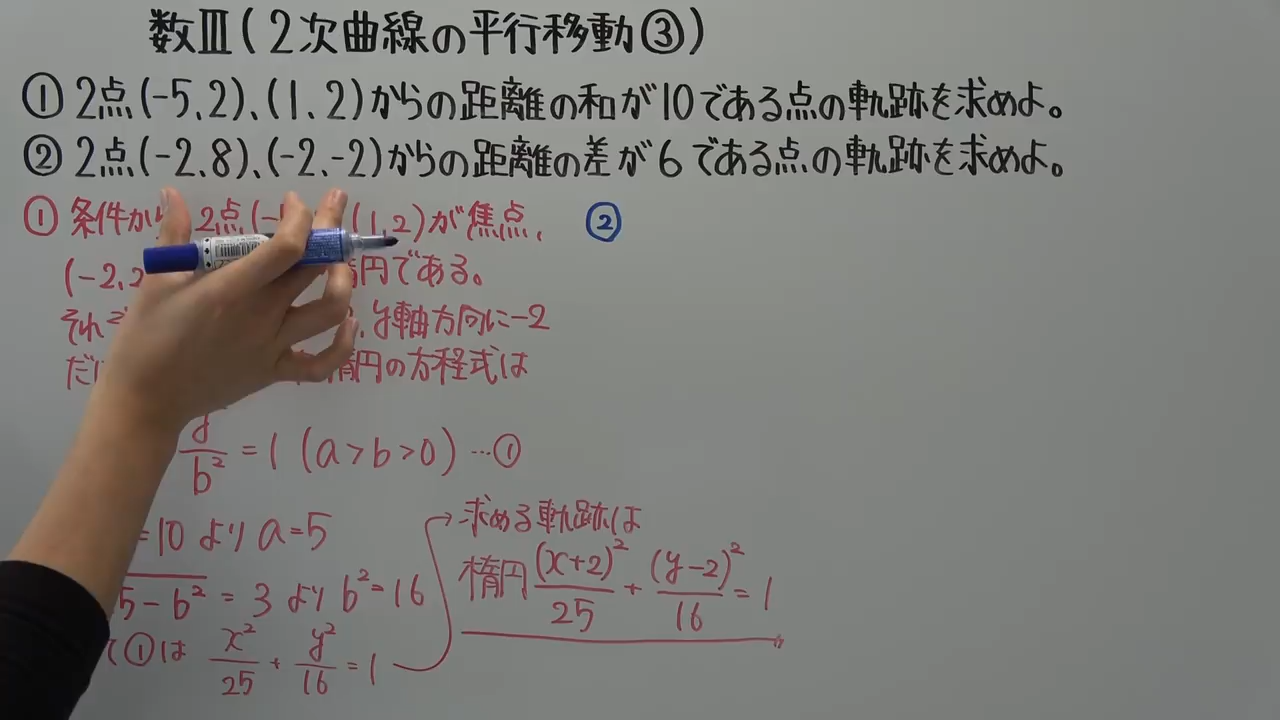 数Ⅲ(2次曲線の平行移動③)
① 2点(-5、2)、(1、2)からの距離の和が10である点の軌跡を求めよ。
② 2点(-2、8)、(-2、-2)からの距離の差が6である点の軌跡を求めよ。
① 条件から 2点(- (1,2)が焦点、
(-2,2 楕円である。
それぞ 、y軸方向に-2
だけ 楕円の方程式は
y²/b² = 1 (a>b>0) …①
=10 より a=5
√25-b² = 3 より b²=16
①は x²/25 + y²/16 = 1
→求める軌跡は
楕円 (x+2)²/25 + (y-2)²/16 = 1
②